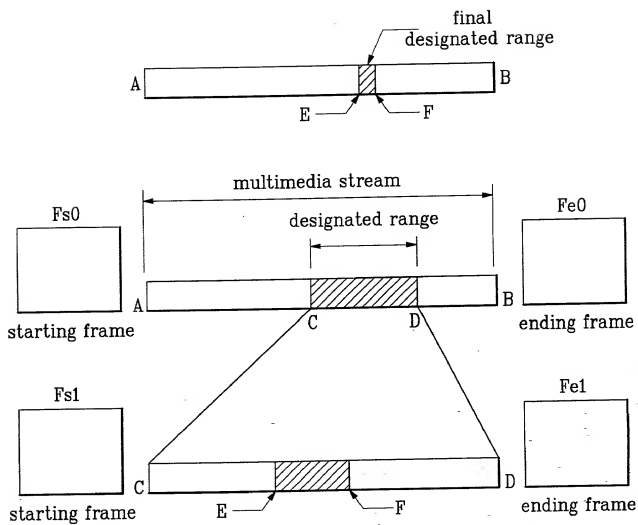 final
designated range
A
B
E
F
multimedia stream
Fs0
Fe0
designated range
A
B
C
D
starting frame
ending frame
Fs1
Fe1
C
D
E
F
starting frame
ending frame